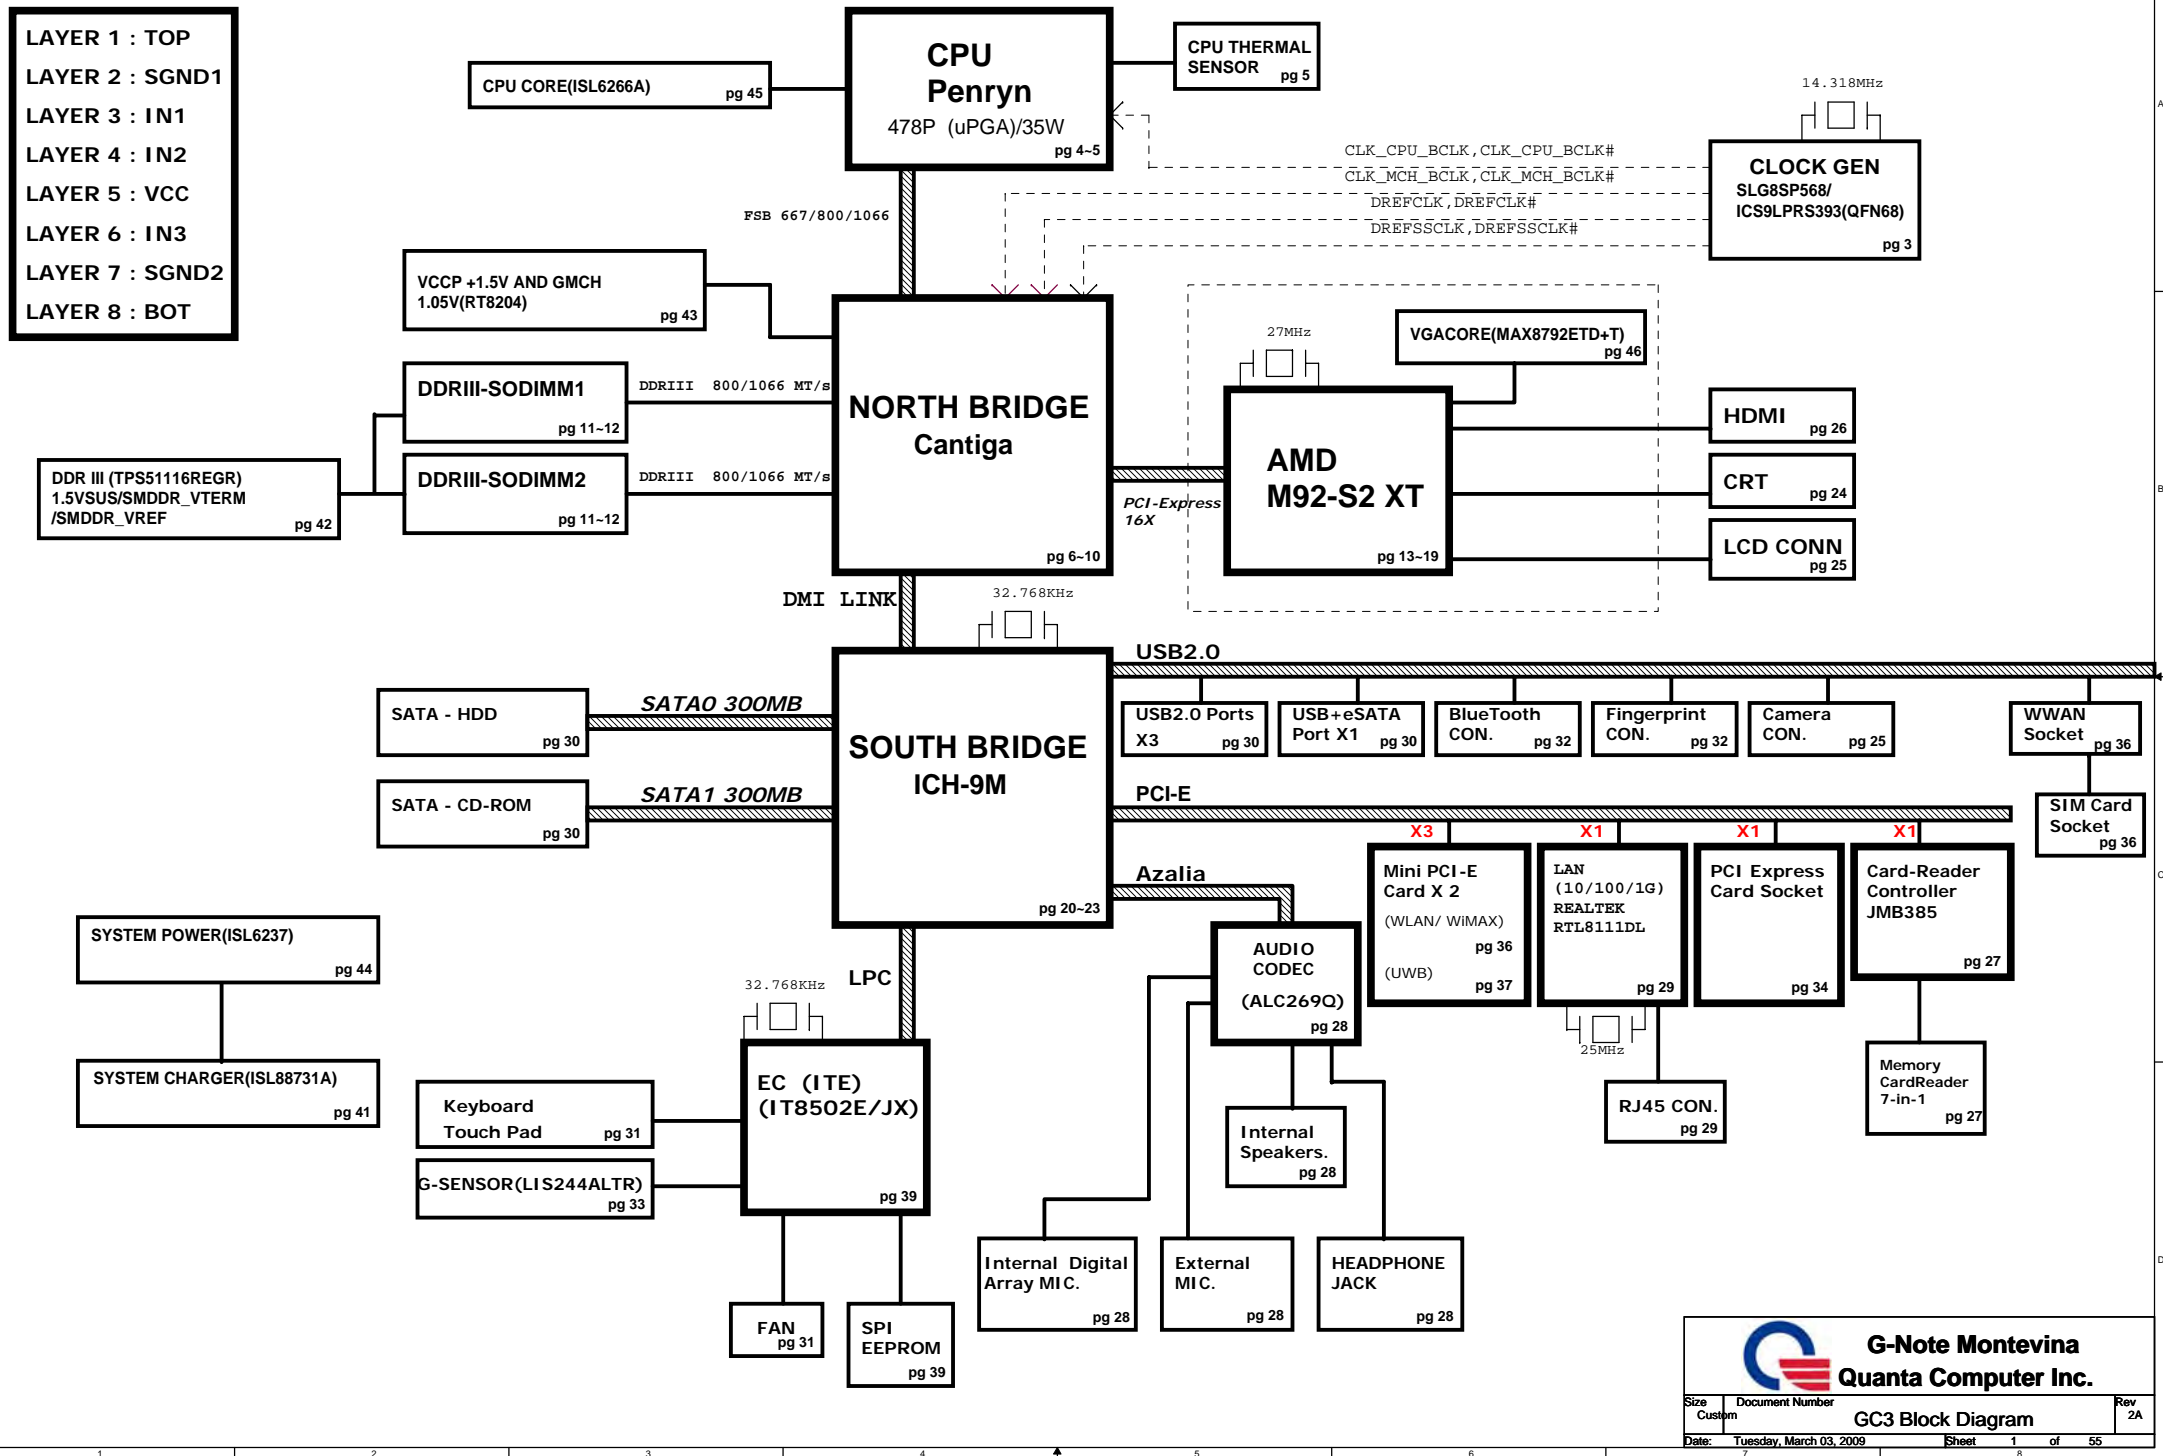 LAYER 1 : TOP
LAYER 2 : SGND1
LAYER 3 : IN1
LAYER 4 : IN2
LAYER 5 : VCC
LAYER 6 : IN3
LAYER 7 : SGND2
LAYER 8 : BOT
CPU CORE(ISL6266A)
pg 45
CPU
Penryn
478P (uPGA)/35W
pg 4~5
CPU THERMAL
SENSOR
pg 5
14.318MHz
CLOCK GEN
SLG8SP568/
ICS9LPRS393(QFN68)
pg 3
CLK_CPU_BCLK,CLK_CPU_BCLK#
CLK_MCH_BCLK,CLK_MCH_BCLK#
DREFCLK,DREFCLK#
DREFSSCLK,DREFSSCLK#
FSB 667/800/1066
VCCP +1.5V AND GMCH
1.05V(RT8204)
pg 43
DDRIII-SODIMM1
pg 11~12
DDRIII 800/1066 MT/s
DDRIII-SODIMM2
pg 11~12
DDRIII 800/1066 MT/s
DDR III (TPS51116REGR)
1.5VSUS/SMDDR_VTERM
/SMDDR_VREF
pg 42
NORTH BRIDGE
Cantiga
pg 6~10
PCI-Express
16X
27MHz
VGACORE(MAX8792ETD+T)
pg 46
AMD
M92-S2 XT
pg 13~19
HDMI
pg 26
CRT
pg 24
LCD CONN
pg 25
DMI LINK
32.768KHz
SOUTH BRIDGE
ICH-9M
pg 20~23
SATA - HDD
pg 30
SATA0 300MB
SATA - CD-ROM
pg 30
SATA1 300MB
USB2.0
USB2.0 Ports
X3
pg 30
USB+eSATA
Port X1
pg 30
BlueTooth
CON.
pg 32
Fingerprint
CON.
pg 32
Camera
CON.
pg 25
WWAN
Socket
pg 36
SIM Card
Socket
pg 36
PCI-E
X3
X1
X1
X1
Mini PCI-E
Card X 2
(WLAN/ WiMAX)
pg 36
(UWB)
pg 37
LAN
(10/100/1G)
REALTEK
RTL8111DL
pg 29
PCI Express
Card Socket
pg 34
Card-Reader
Controller
JMB385
pg 27
25MHz
RJ45 CON.
pg 29
Memory
CardReader
7-in-1
pg 27
Azalia
AUDIO
CODEC
(ALC269Q)
pg 28
Internal
Speakers.
pg 28
Internal Digital
Array MIC.
pg 28
External
MIC.
pg 28
HEADPHONE
JACK
pg 28
SYSTEM POWER(ISL6237)
pg 44
SYSTEM CHARGER(ISL88731A)
pg 41
LPC
32.768KHz
EC (ITE)
(IT8502E/JX)
pg 39
Keyboard
Touch Pad
pg 31
G-SENSOR(LIS244ALTR)
pg 33
FAN
pg 31
SPI
EEPROM
pg 39
G-Note Montevina
Quanta Computer Inc.
Size
Custom
Document Number
GC3 Block Diagram
Rev
2A
Date: Tuesday, March 03, 2009
Sheet 1 of 55
A
B
C
D
1 2 3 4 5 6 7 8